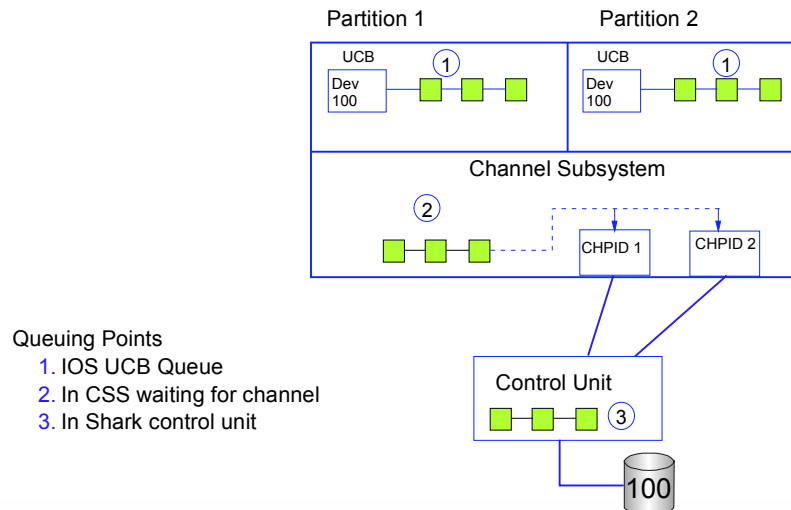 Partition 1
Partition 2
UCB
1
Dev
100
UCB
1
Dev
100
Channel Subsystem
2
CHPID 1
CHPID 2
Queuing Points
1. IOS UCB Queue
2. In CSS waiting for channel
3. In Shark control unit
Control Unit
3
100